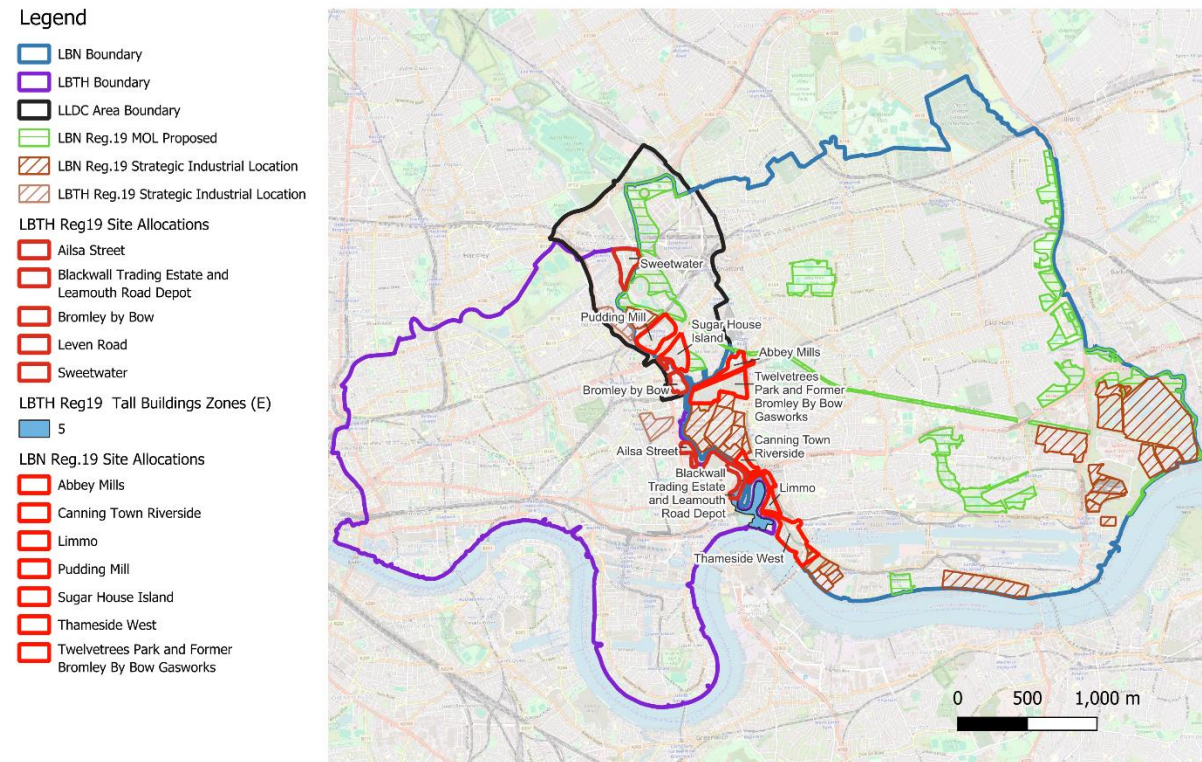 Legend
LBN Boundary
LBTH Boundary
LLDC Area Boundary
LBN Reg.19 MOL Proposed
LBN Reg.19 Strategic Industrial Location
LBTH Reg.19 Strategic Industrial Location
LBTH Reg19 Site Allocations
Ailsa Street
Blackwall Trading Estate and
Leamouth Road Depot
Bromley by Bow
Leven Road
Sweetwater
LBTH Reg19 Tall Buildings Zones (E)
5
LBN Reg.19 Site Allocations
Abbey Mills
Canning Town Riverside
Limmo
Pudding Mill
Sugar House Island
Thameside West
Twelvetrees Park and Former
Bromley By Bow Gasworks
Sweetwater
Pudding Mill
Sugar House
Island
Abbey Mills
Bromley by Bow
Twelvetrees
Park and Former
Bromley By Bow
Gasworks
Canning Town
Riverside
Ailsa Street
Blackwall
Trading Estate
and Leamouth
Road Depot
Limmo
Thameside West
0 500 1,000 m